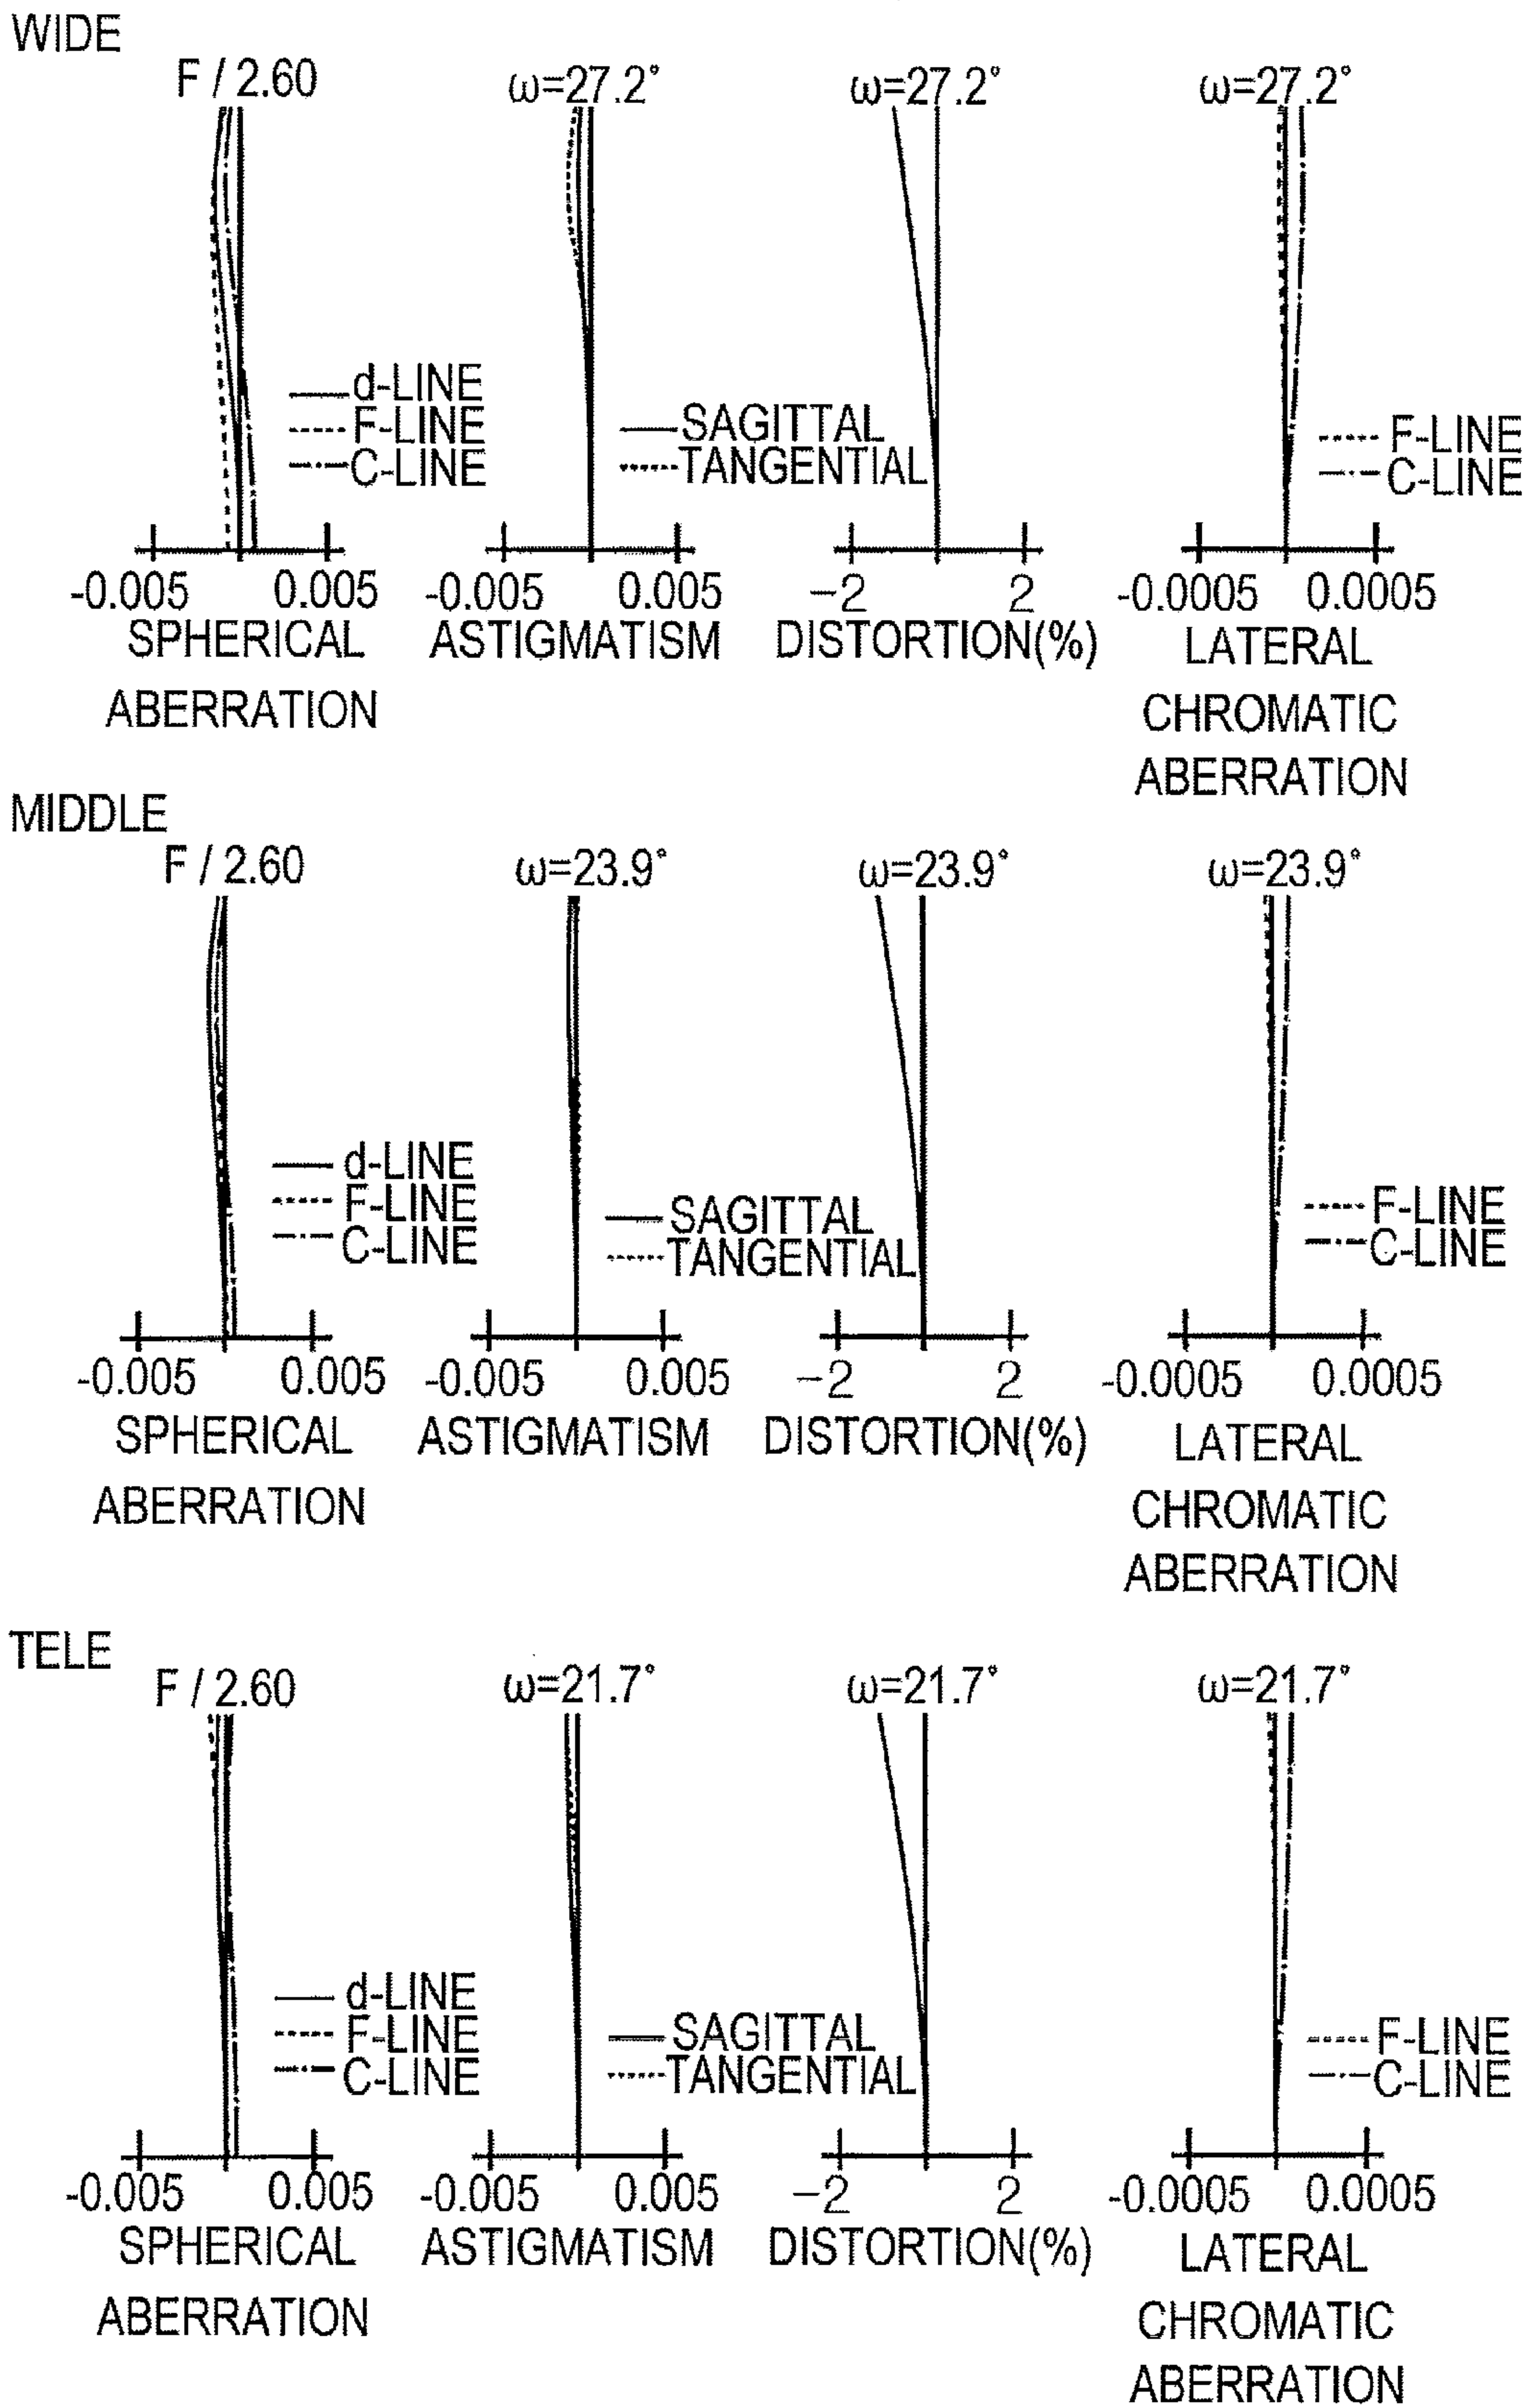 WIDE
F / 2.60
ω=27.2°
ω=27.2°
ω=27.2°
d-LINE
F-LINE
C-LINE
SAGITTAL
TANGENTIAL
F-LINE
C-LINE
-0.005 0.005
-0.005 0.005
−2 2
-0.0005 0.0005
SPHERICAL
ABERRATION
ASTIGMATISM
DISTORTION(%)
LATERAL
CHROMATIC
ABERRATION
MIDDLE
F / 2.60
ω=23.9°
ω=23.9°
ω=23.9°
d-LINE
F-LINE
C-LINE
SAGITTAL
TANGENTIAL
F-LINE
C-LINE
-0.005 0.005
-0.005 0.005
−2 2
-0.0005 0.0005
SPHERICAL
ABERRATION
ASTIGMATISM
DISTORTION(%)
LATERAL
CHROMATIC
ABERRATION
TELE
F / 2.60
ω=21.7°
ω=21.7°
ω=21.7°
d-LINE
F-LINE
C-LINE
SAGITTAL
TANGENTIAL
F-LINE
C-LINE
-0.005 0.005
-0.005 0.005
−2 2
-0.0005 0.0005
SPHERICAL
ABERRATION
ASTIGMATISM
DISTORTION(%)
LATERAL
CHROMATIC
ABERRATION